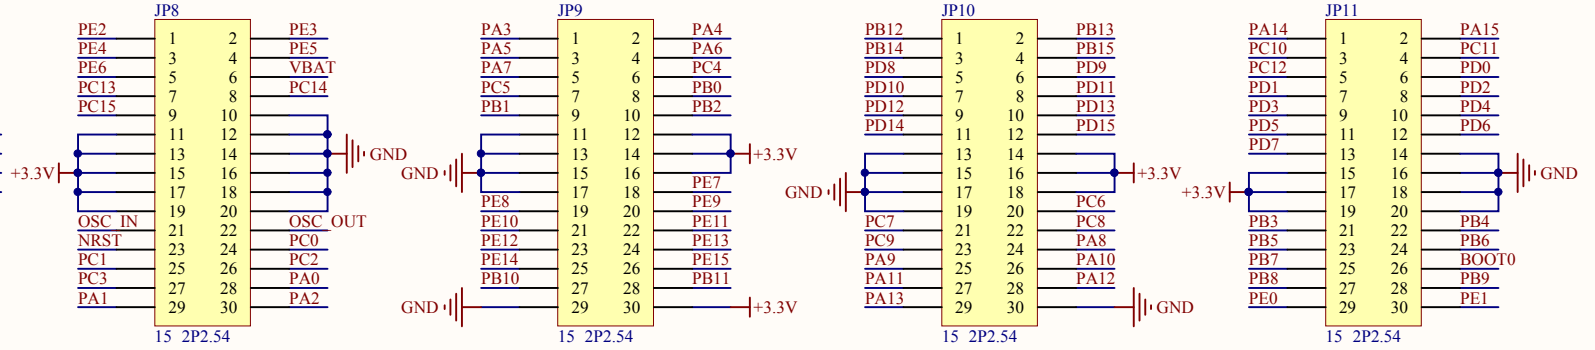 JP8 JP9 JP10 JP11
PE2 1 2 PE3 PA3 1 2 PA4 PB12 1 2 PB13 PA14 1 2 PA15
PE4 3 4 PE5 PA5 3 4 PA6 PB14 3 4 PB15 PC10 3 4 PC11
PE6 5 6 VBAT PA7 5 6 PC4 PD8 5 6 PD9 PC12 5 6 PD0
PC13 7 8 PC14 PC5 7 8 PB0 PD10 7 8 PD11 PD1 7 8 PD2
PC15 9 10 PB1 9 10 PB2 PD12 9 10 PD13 PD3 9 10 PD4
11 12 11 12 PD14 11 12 PD15 PD5 11 12 PD6
13 14 GND 13 14 +3.3V 13 14 PD7 13 14
+3.3V 15 16 GND 15 16 15 16 +3.3V 15 16 GND
17 18 17 18 PE7 GND 17 18 +3.3V 17 18
19 20 PE8 19 20 PE9 19 20 PC6 19 20
OSC_IN 21 22 OSC_OUT PE10 21 22 PE11 PC7 21 22 PC8 PB3 21 22 PB4
NRST 23 24 PC0 PE12 23 24 PE13 PC9 23 24 PA8 PB5 23 24 PB6
PC1 25 26 PC2 PE14 25 26 PE15 PA9 25 26 PA10 PB7 25 26 BOOT0
PC3 27 28 PA0 PB10 27 28 PB11 PA11 27 28 PA12 PB8 27 28 PB9
PA1 29 30 PA2 GND 29 30 +3.3V PA13 29 30 GND PE0 29 30 PE1
15 2P2.54 15 2P2.54 15 2P2.54 15 2P2.54